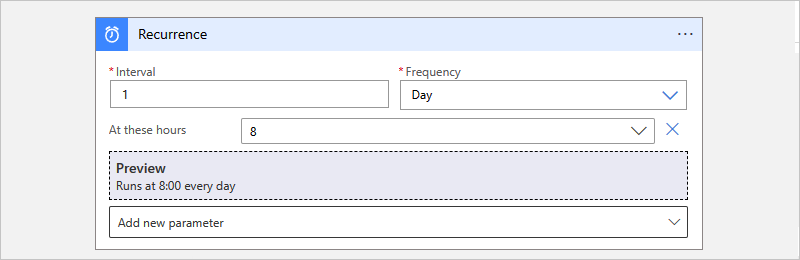 Recurrence
* Interval
* Frequency
1
Day
At these hours
8
Preview
Runs at 8:00 every day
Add new parameter